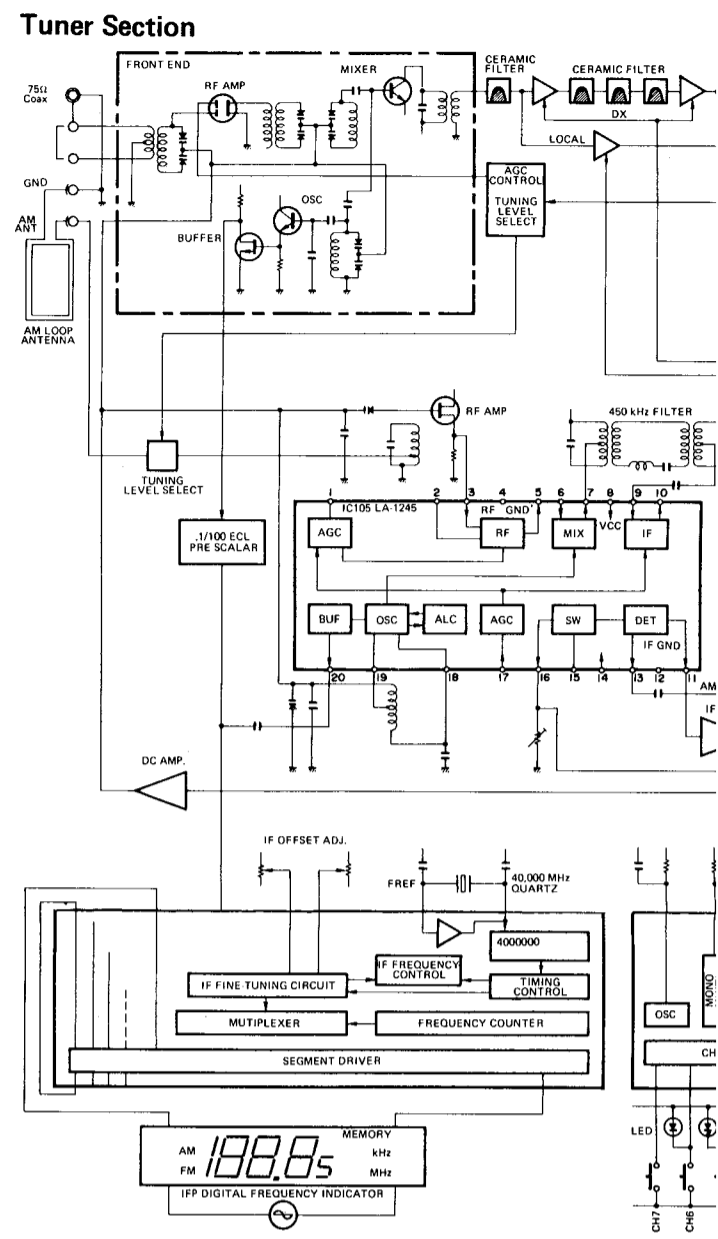 Tuner Section
FRONT END
75Ω
Coax
RF AMP
MIXER
CERAMIC
FILTER
CERAMIC FILTER
DX
LOCAL
GND
AM
ANT
AGC
CONTROL
TUNING
LEVEL
SELECT
OSC
BUFFER
AM LOOP
ANTENNA
RF AMP
450 kHz FILTER
TUNING
LEVEL SELECT
1 2 3 4 5 6 7 8 9 10
IC105 LA-1245
RF GND
VCC
AGC
RF
MIX
IF
1/100 ECL
PRE SCALAR
BUF
OSC
ALC
AGC
SW
DET
IF GND
20 19 18 17 16 15 14 13 12 11
AM
IF
DC AMP.
IF OFFSET ADJ.
FREF
40,000 MHz
QUARTZ
4000000
IF FREQUENCY
CONTROL
IF FINE-TUNING CIRCUIT
TIMING
CONTROL
MUTIPLEXER
FREQUENCY COUNTER
SEGMENT DRIVER
OSC
MONO
CH
LED
MEMORY
AM
FM
188.85
kHz
MHz
IFP DIGITAL FREQUENCY INDICATOR
CH7
CH6